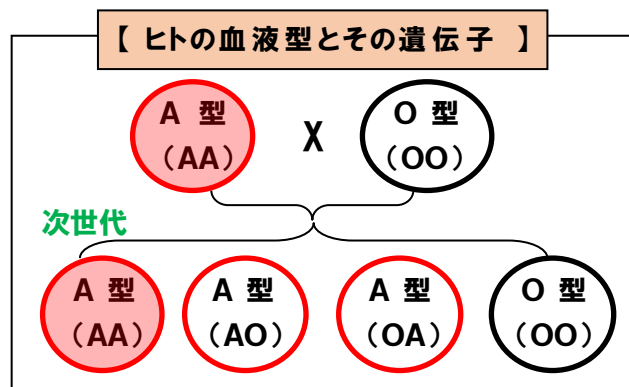 【 ヒトの血液型とその遺伝子 】
A 型
（AA）
X
O 型
（OO）
次世代
A 型
（AA）
A 型
（AO）
A 型
（OA）
O 型
（OO）